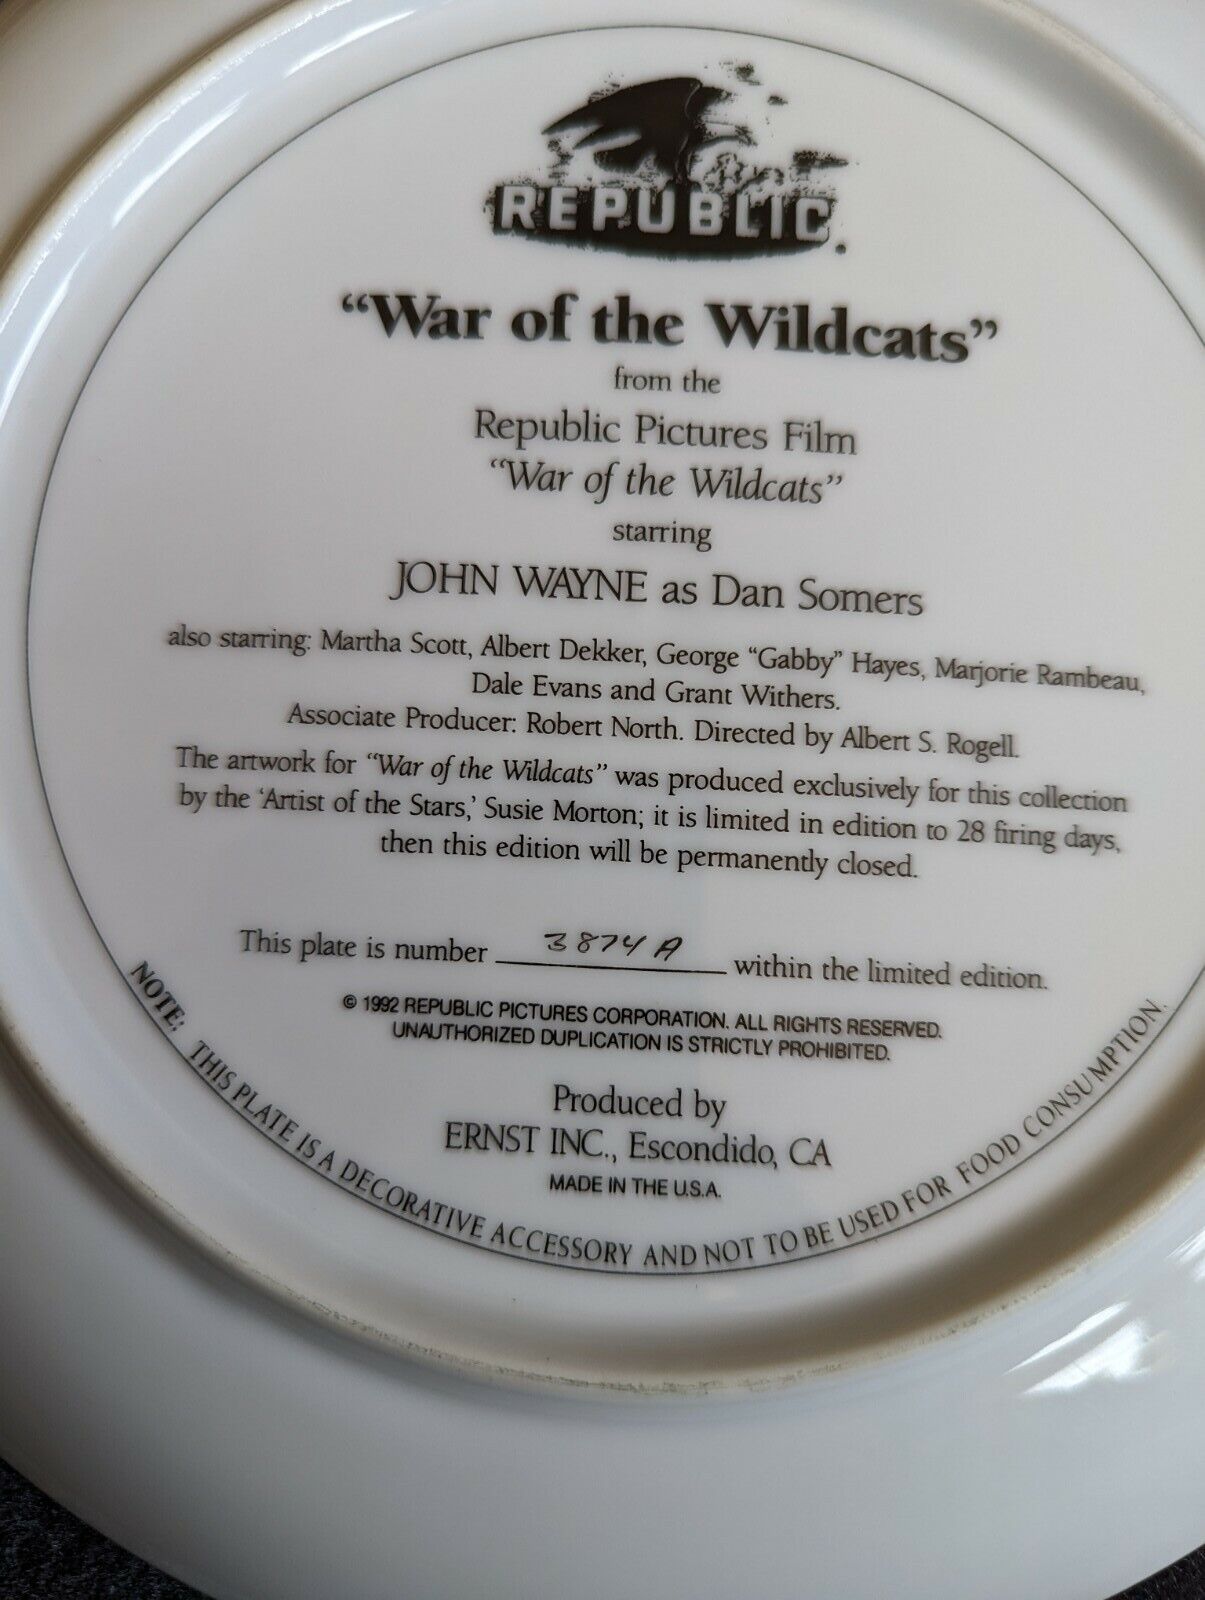 REPUBLIC.
“War of the Wildcats”
from the
Republic Pictures Film
“War of the Wildcats”
starring
JOHN WAYNE as Dan Somers
also starring: Martha Scott, Albert Dekker, George “Gabby” Hayes, Marjorie Rambeau,
Dale Evans and Grant Withers.
Associate Producer: Robert North. Directed by Albert S. Rogell.
The artwork for “War of the Wildcats” was produced exclusively for this collection
by the ‘Artist of the Stars,’ Susie Morton; it is limited in edition to 28 firing days,
then this edition will be permanently closed.
This plate is number 3874A within the limited edition.
© 1992 REPUBLIC PICTURES CORPORATION. ALL RIGHTS RESERVED.
UNAUTHORIZED DUPLICATION IS STRICTLY PROHIBITED.
Produced by
ERNST INC., Escondido, CA
MADE IN THE U.S.A.
NOTE: THIS PLATE IS A DECORATIVE ACCESSORY AND NOT TO BE USED FOR FOOD CONSUMPTION.